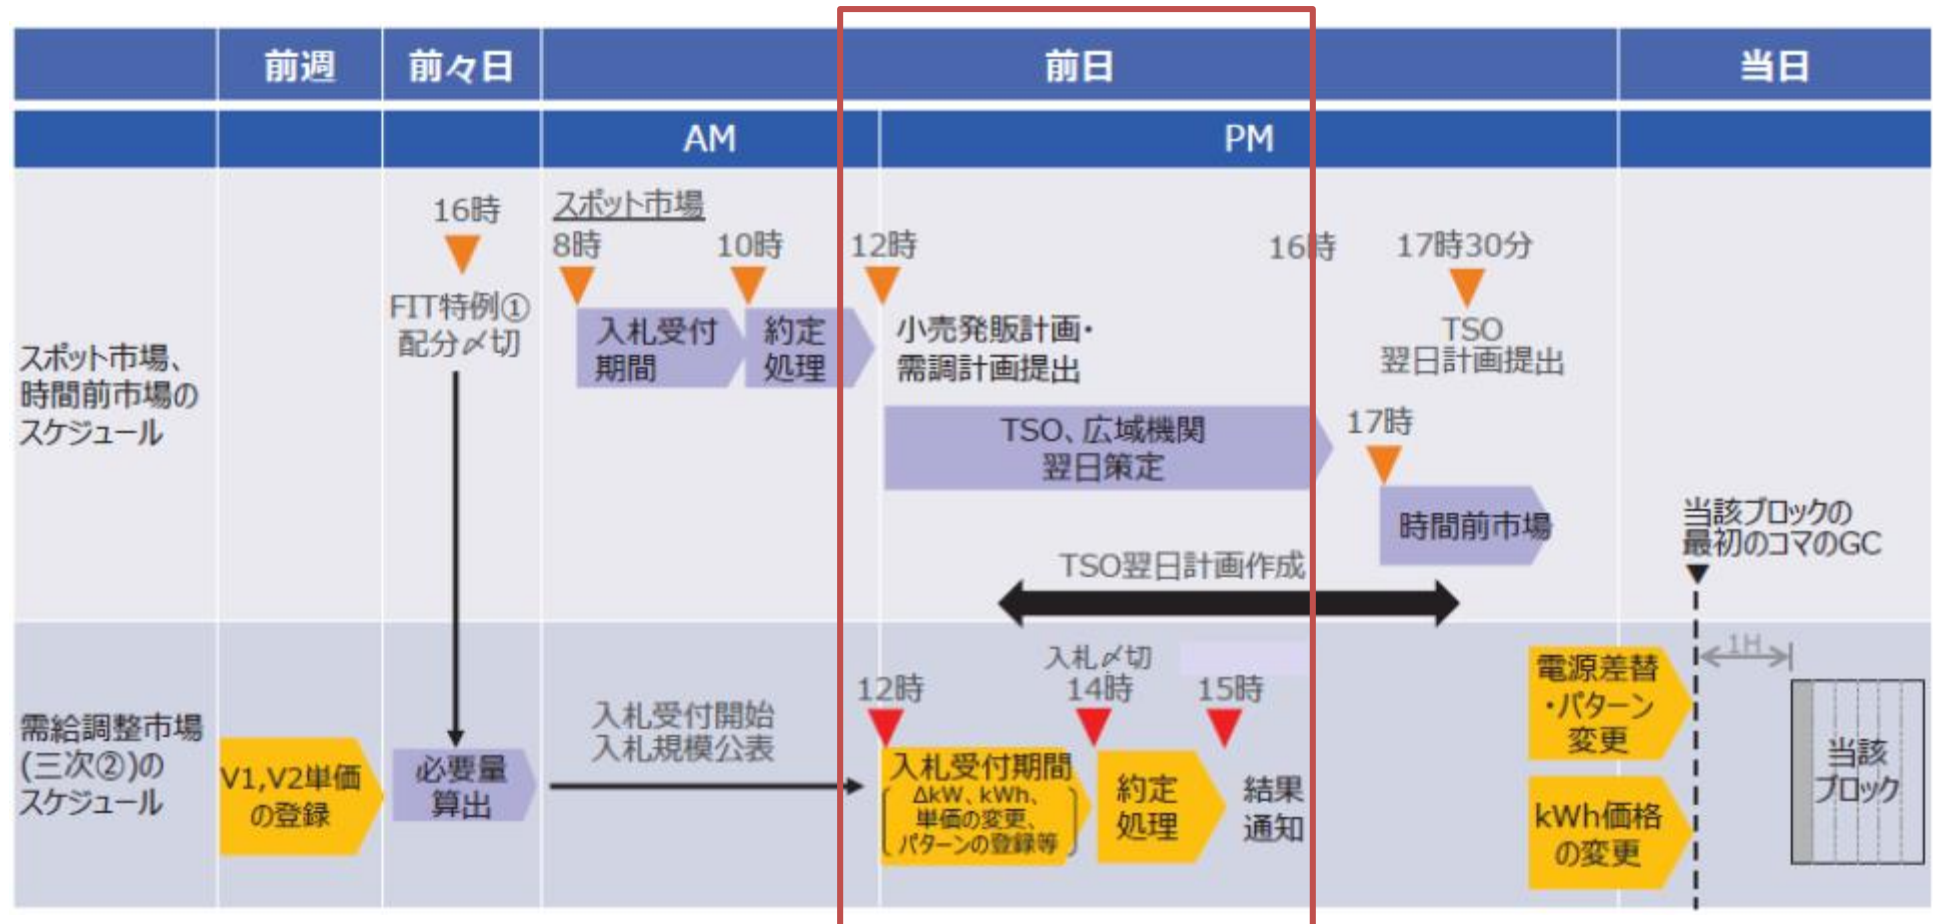 前週
前々日
前日
当日
AM
PM
スポット市場、
時間前市場の
スケジュール
16時
FIT特例①
配分〆切
スポット市場
8時
10時
12時
16時
17時30分
入札受付
期間
約定
処理
小売発販計画・
需調計画提出
TSO
翌日計画提出
TSO、広域機関
翌日策定
17時
時間前市場
TSO翌日計画作成
当該ブロックの
最初のコマのGC
1H
需給調整市場
(三次②)の
スケジュール
V1,V2単価
の登録
必要量
算出
入札受付開始
入札規模公表
12時
入札〆切
14時
15時
入札受付期間
ΔkW、kWh、
単価の変更、
パターンの登録等
約定
処理
結果
通知
電源差替
・パターン
変更
kWh価格
の変更
当該
ブロック